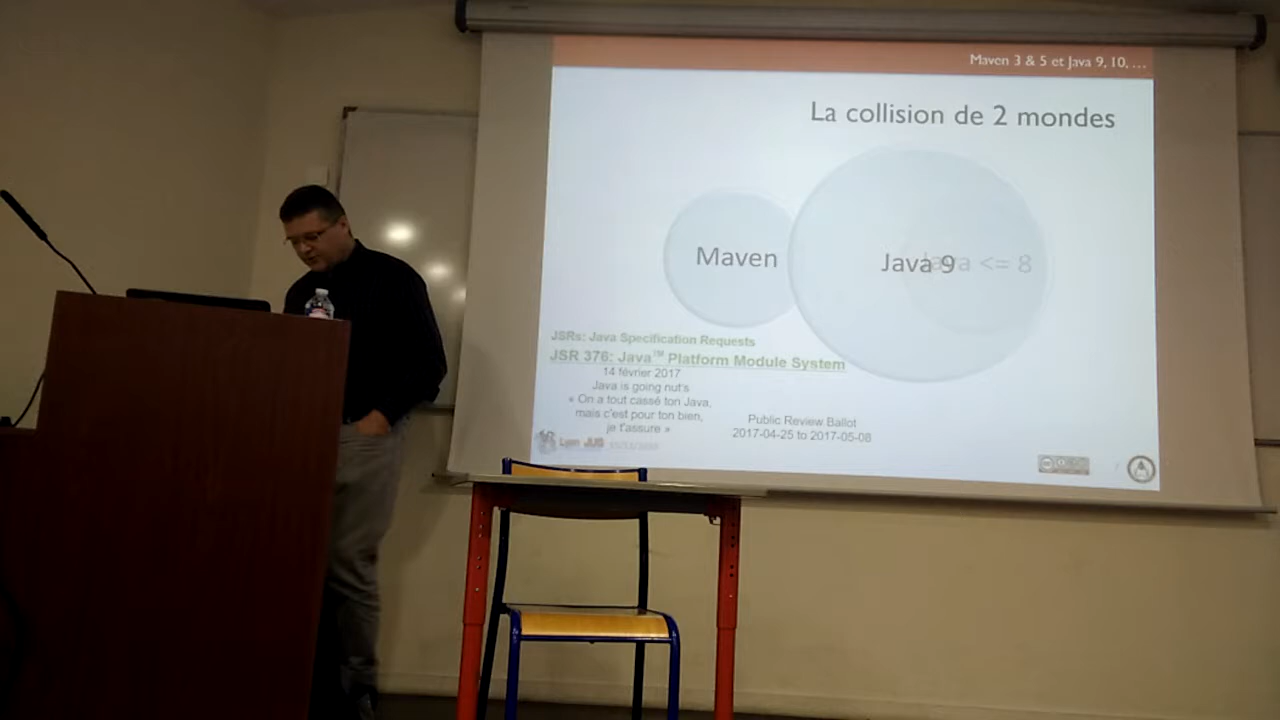 Maven 3 & 5 et Java 9, 10, …
La collision de 2 mondes
Maven
Java 9
Java <= 8
JSRs: Java Specification Requests
JSR 376: Java™ Platform Module System
14 février 2017
Java is going nut's
« On a tout cassé ton Java,
mais c'est pour ton bien,
je t'assure »
Public Review Ballot
2017-04-25 to 2017-05-08
Lyon JUG